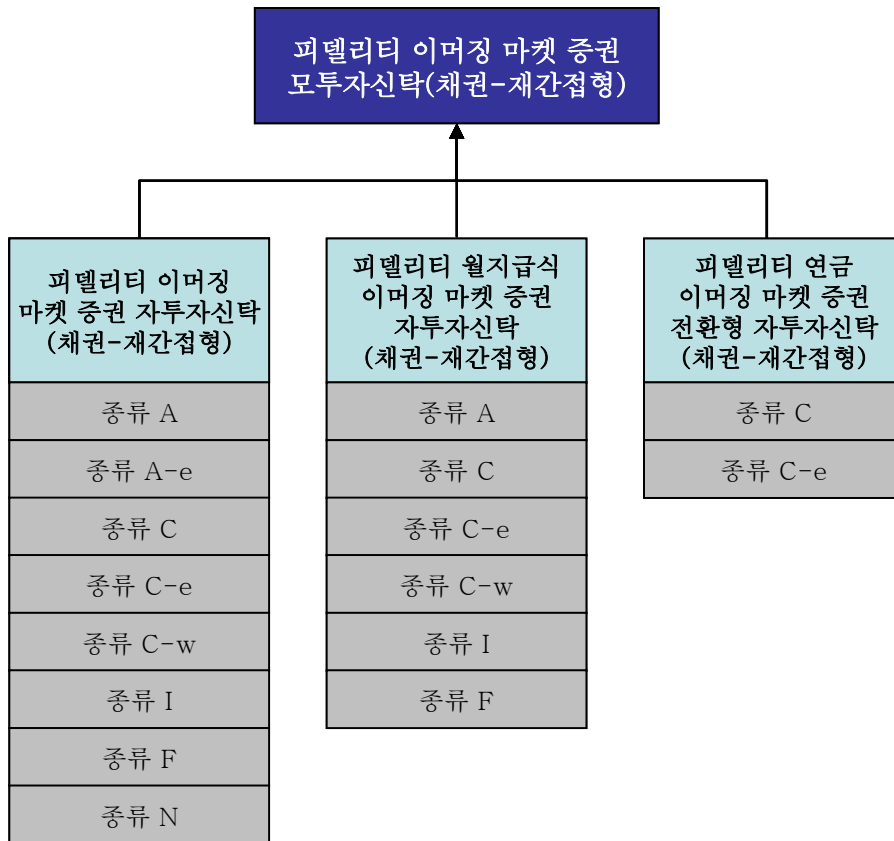 피델리티 이머징 마켓 증권
모투자신탁(채권-재간접형)
피델리티 이머징
마켓 증권 자투자신탁
(채권-재간접형)
종류 A
종류 A-e
종류 C
종류 C-e
종류 C-w
종류 I
종류 F
종류 N
피델리티 월지급식
이머징 마켓 증권
자투자신탁
(채권-재간접형)
종류 A
종류 C
종류 C-e
종류 C-w
종류 I
종류 F
피델리티 연금
이머징 마켓 증권
전환형 자투자신탁
(채권-재간접형)
종류 C
종류 C-e